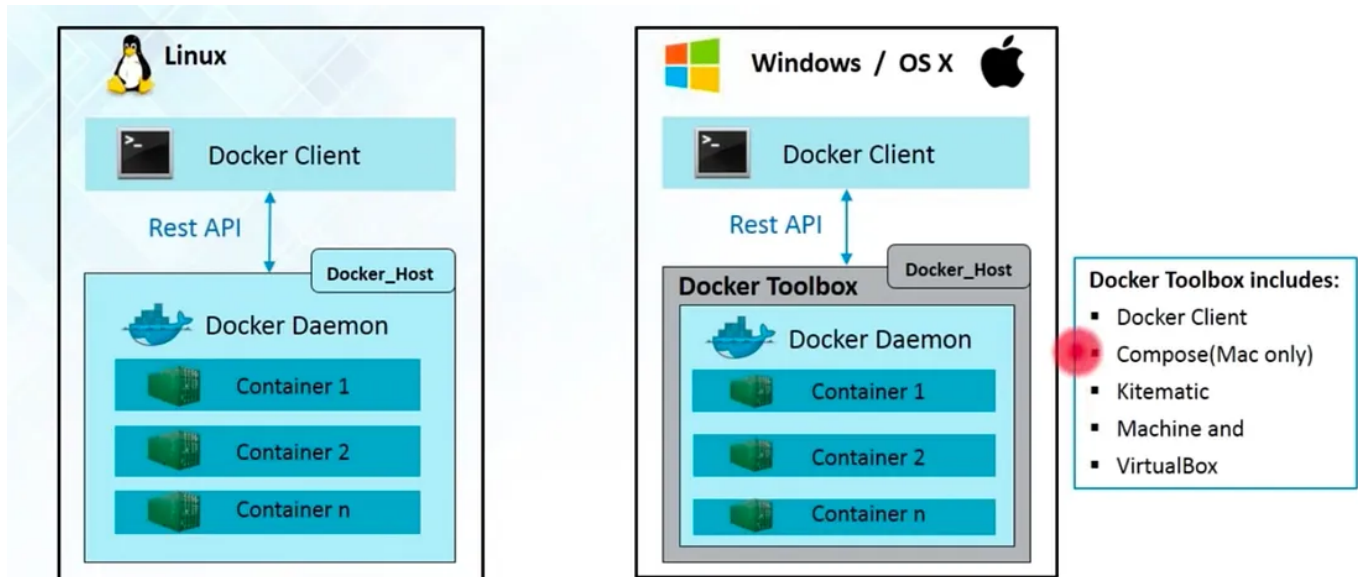 Linux
>_
Docker Client
Rest API
Docker_Host
Docker Daemon
Container 1
Container 2
Container n
Windows / OS X
>_
Docker Client
Rest API
Docker_Host
Docker Toolbox
Docker Daemon
Container 1
Container 2
Container n
Docker Toolbox includes:
▪ Docker Client
▪ Compose(Mac only)
▪ Kitematic
▪ Machine and
▪ VirtualBox